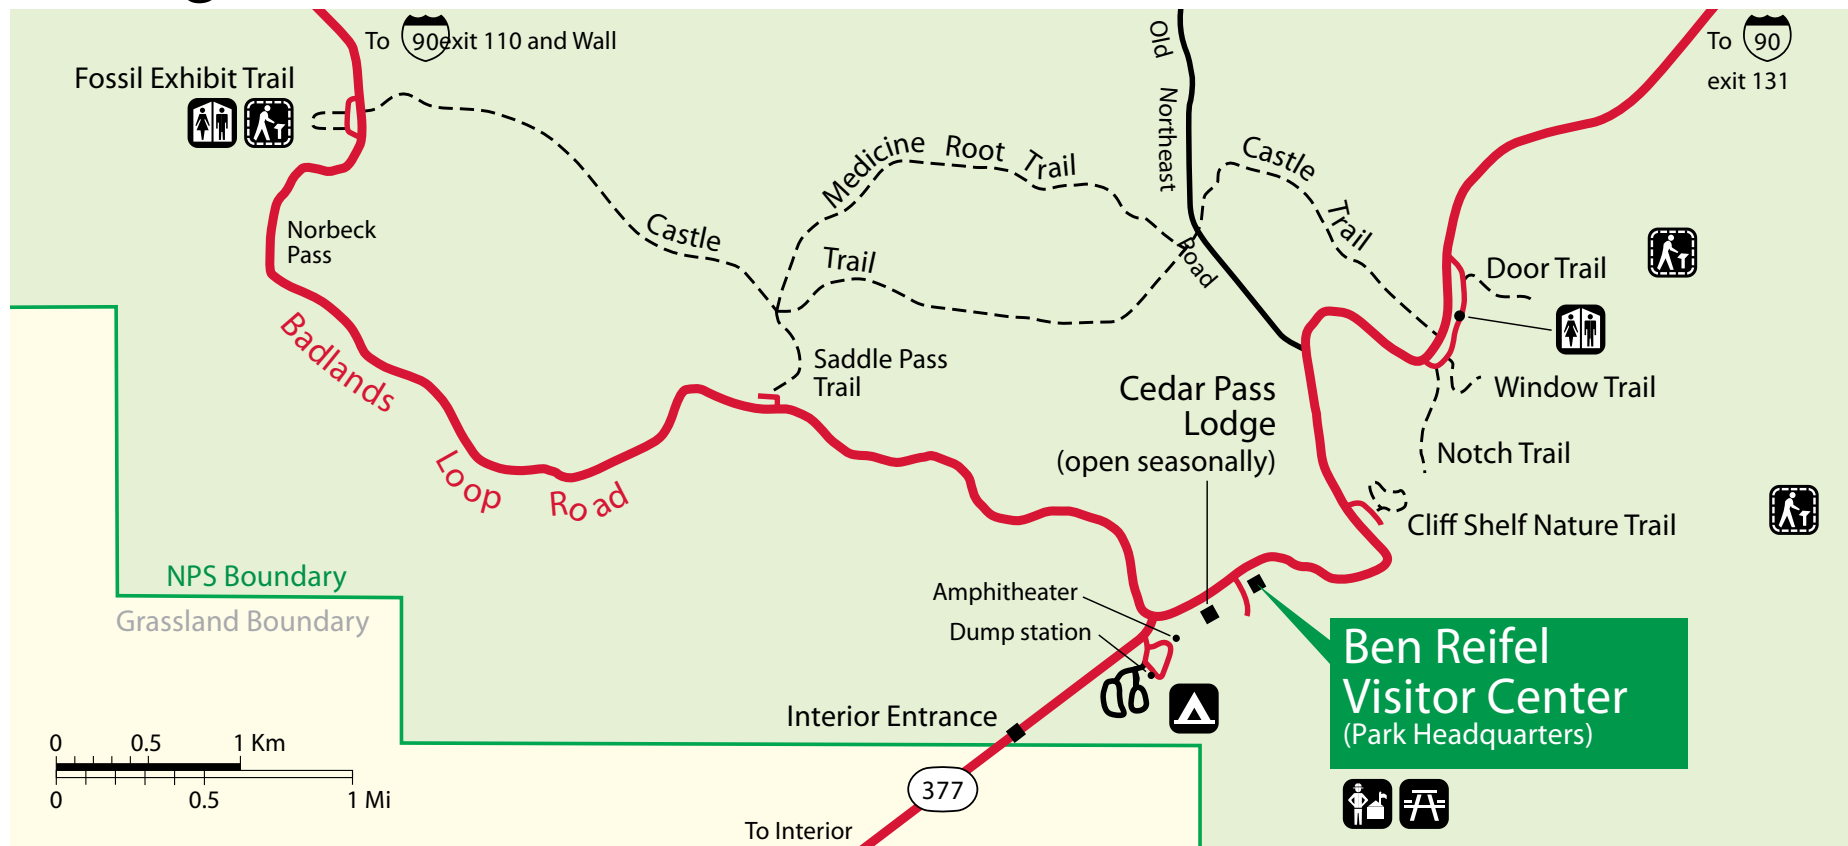 To 90 exit 110 and Wall
Fossil Exhibit Trail
Old Northeast Road
To 90
exit 131
Medicine Root Trail
Castle Trail
Castle Trail
Norbeck
Pass
Door Trail
Badlands Loop Road
Saddle Pass
Trail
Cedar Pass
Lodge
(open seasonally)
Window Trail
Notch Trail
Cliff Shelf Nature Trail
NPS Boundary
Grassland Boundary
Amphitheater
Dump station
Ben Reifel
Visitor Center
(Park Headquarters)
Interior Entrance
0 0.5 1 Km
0 0.5 1 Mi
377
To Interior